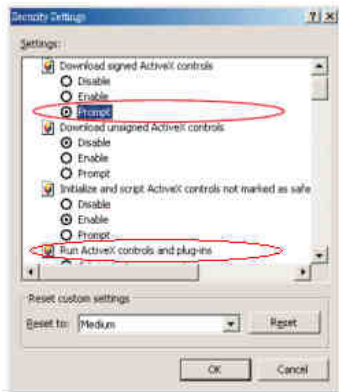 Security Settings
Settings:
Download signed ActiveX controls
Disable
Enable
Prompt
Download unsigned ActiveX controls
Disable
Enable
Prompt
Initialize and script ActiveX controls not marked as safe
Disable
Enable
Prompt
Run ActiveX controls and plug-ins
Reset custom settings
Reset to: Medium Reset
OK Cancel